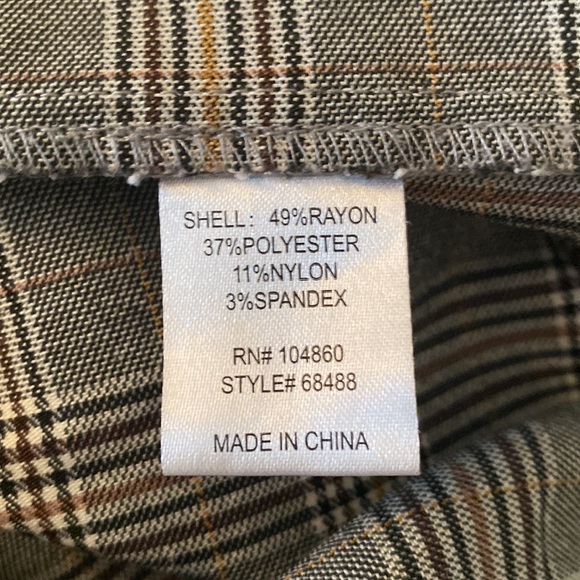 SHELL: 49%RAYON
37%POLYESTER
11%NYLON
3%SPANDEX
RN# 104860
STYLE# 68488
MADE IN CHINA